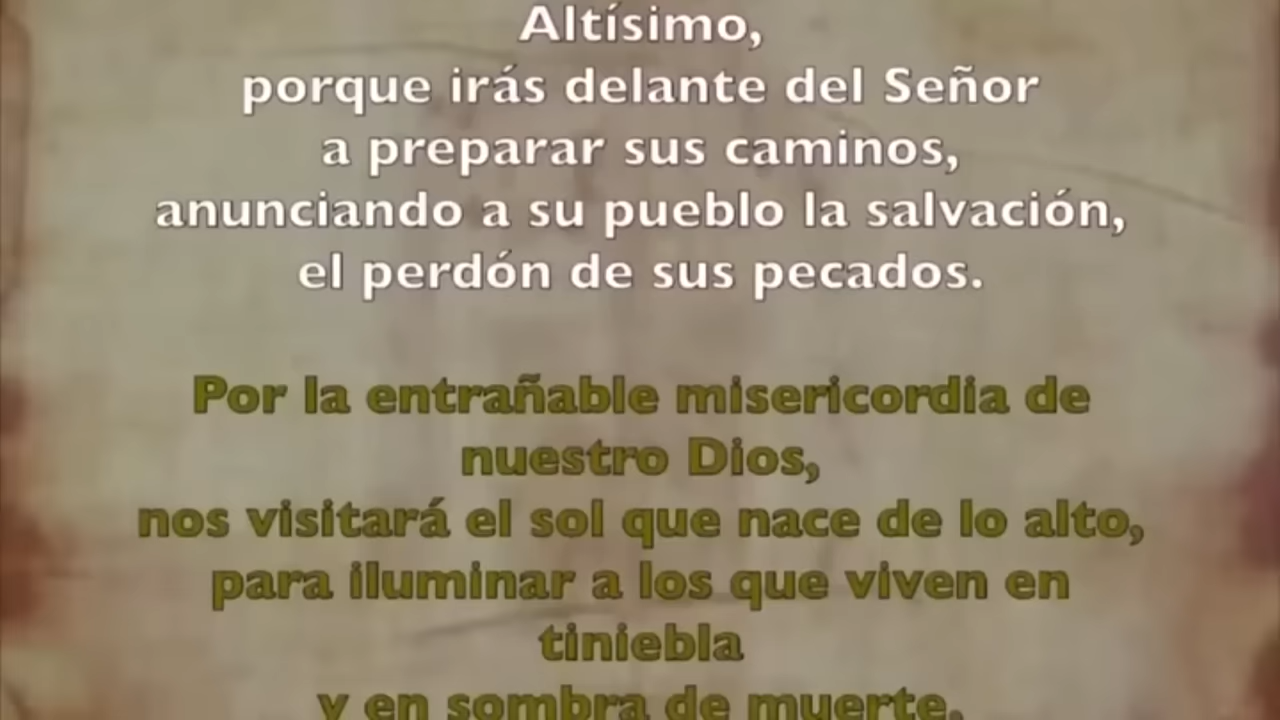 Altísimo,
porque irás delante del Señor
a preparar sus caminos,
anunciando a su pueblo la salvación,
el perdón de sus pecados.
Por la entrañable misericordia de
nuestro Dios,
nos visitará el sol que nace de lo alto,
para iluminar a los que viven en
tiniebla
y en sombra de muerte,